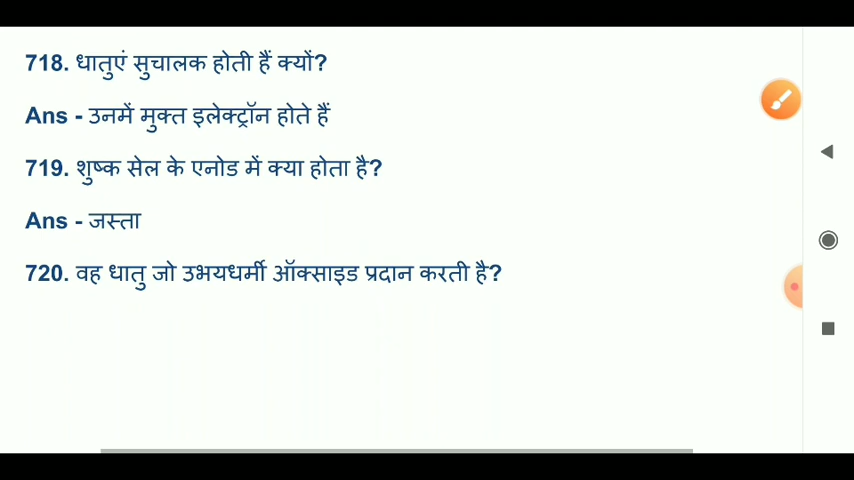 718. धातुएं सुचालक होती हैं क्यों?
Ans - उनमें मुक्त इलेक्ट्रॉन होते हैं
719. शुष्क सेल के एनोड में क्या होता है?
Ans - जस्ता
720. वह धातु जो उभयधर्मी ऑक्साइड प्रदान करती है?